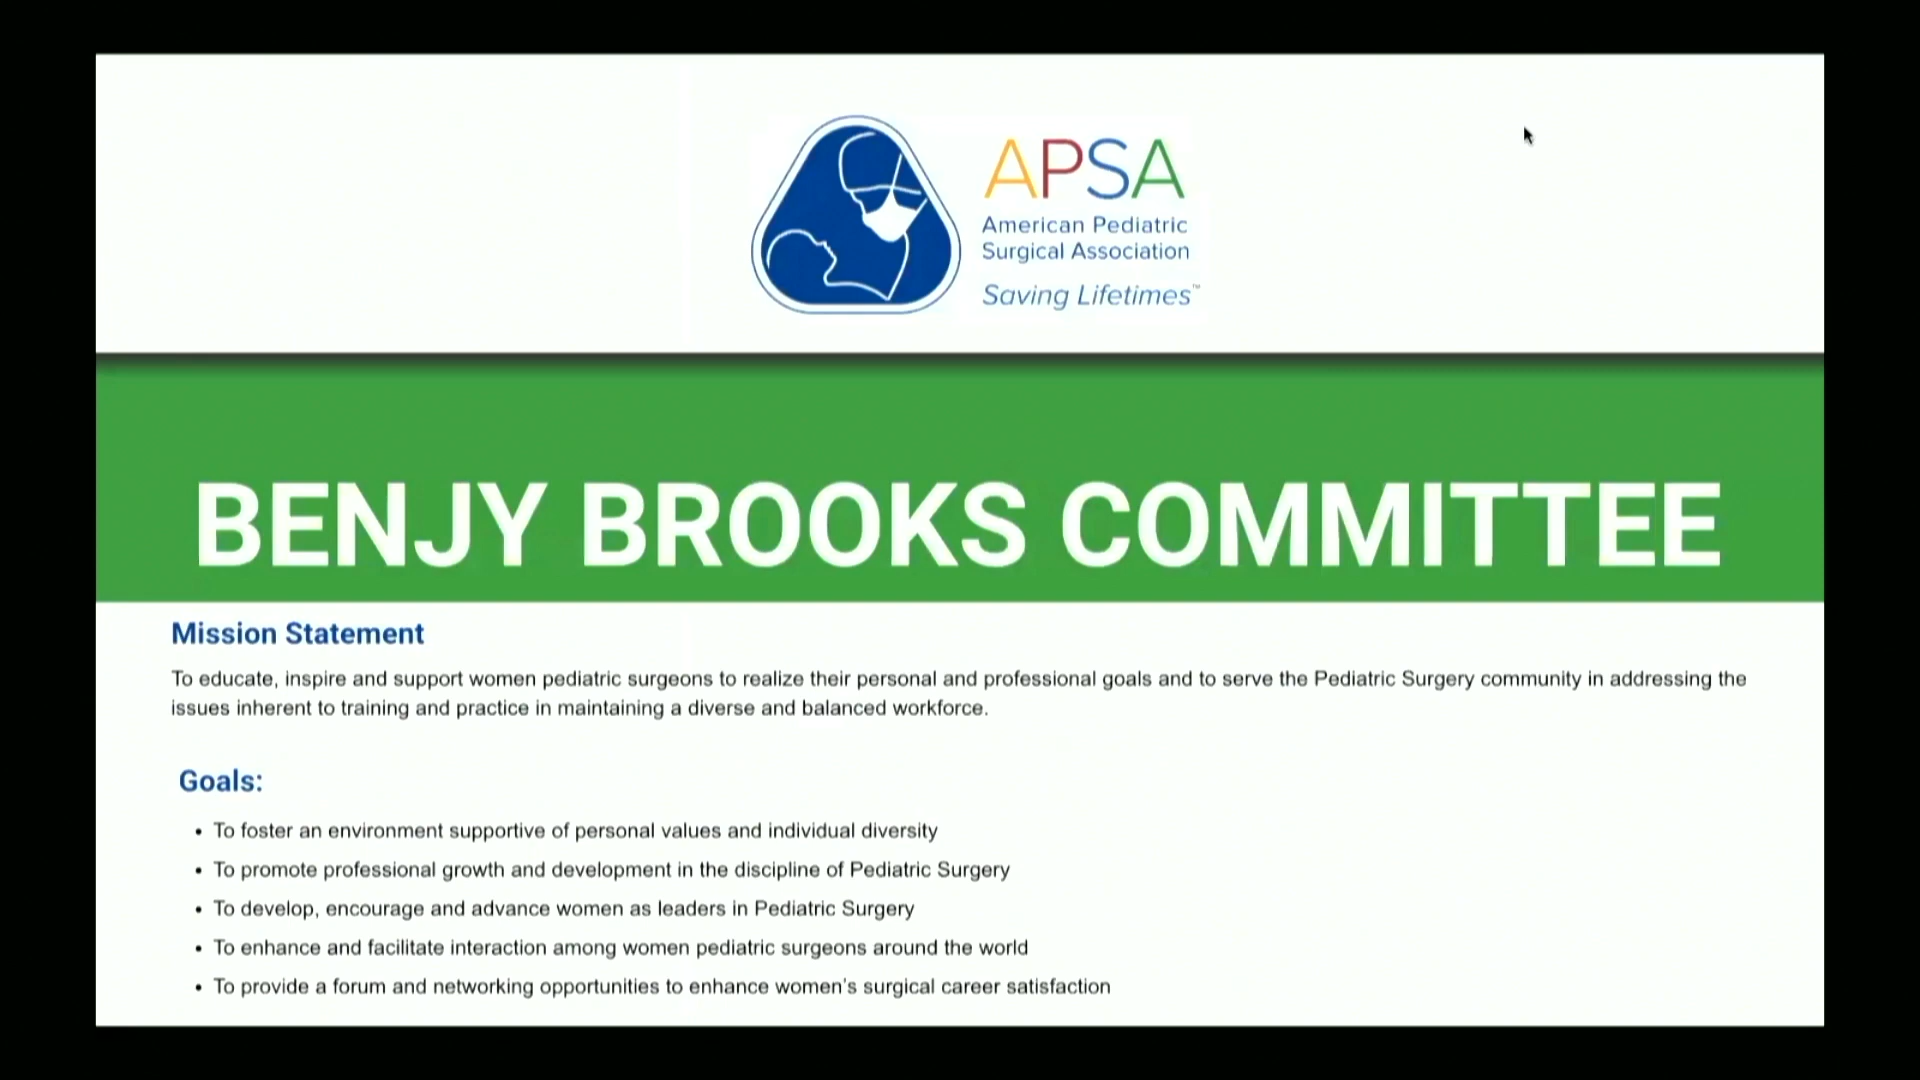 APSA
American Pediatric
Surgical Association
Saving Lifetimes™
BENJY BROOKS COMMITTEE
Mission Statement
To educate, inspire and support women pediatric surgeons to realize their personal and professional goals and to serve the Pediatric Surgery community in addressing the
issues inherent to training and practice in maintaining a diverse and balanced workforce.
Goals:
• To foster an environment supportive of personal values and individual diversity
• To promote professional growth and development in the discipline of Pediatric Surgery
• To develop, encourage and advance women as leaders in Pediatric Surgery
• To enhance and facilitate interaction among women pediatric surgeons around the world
• To provide a forum and networking opportunities to enhance women's surgical career satisfaction